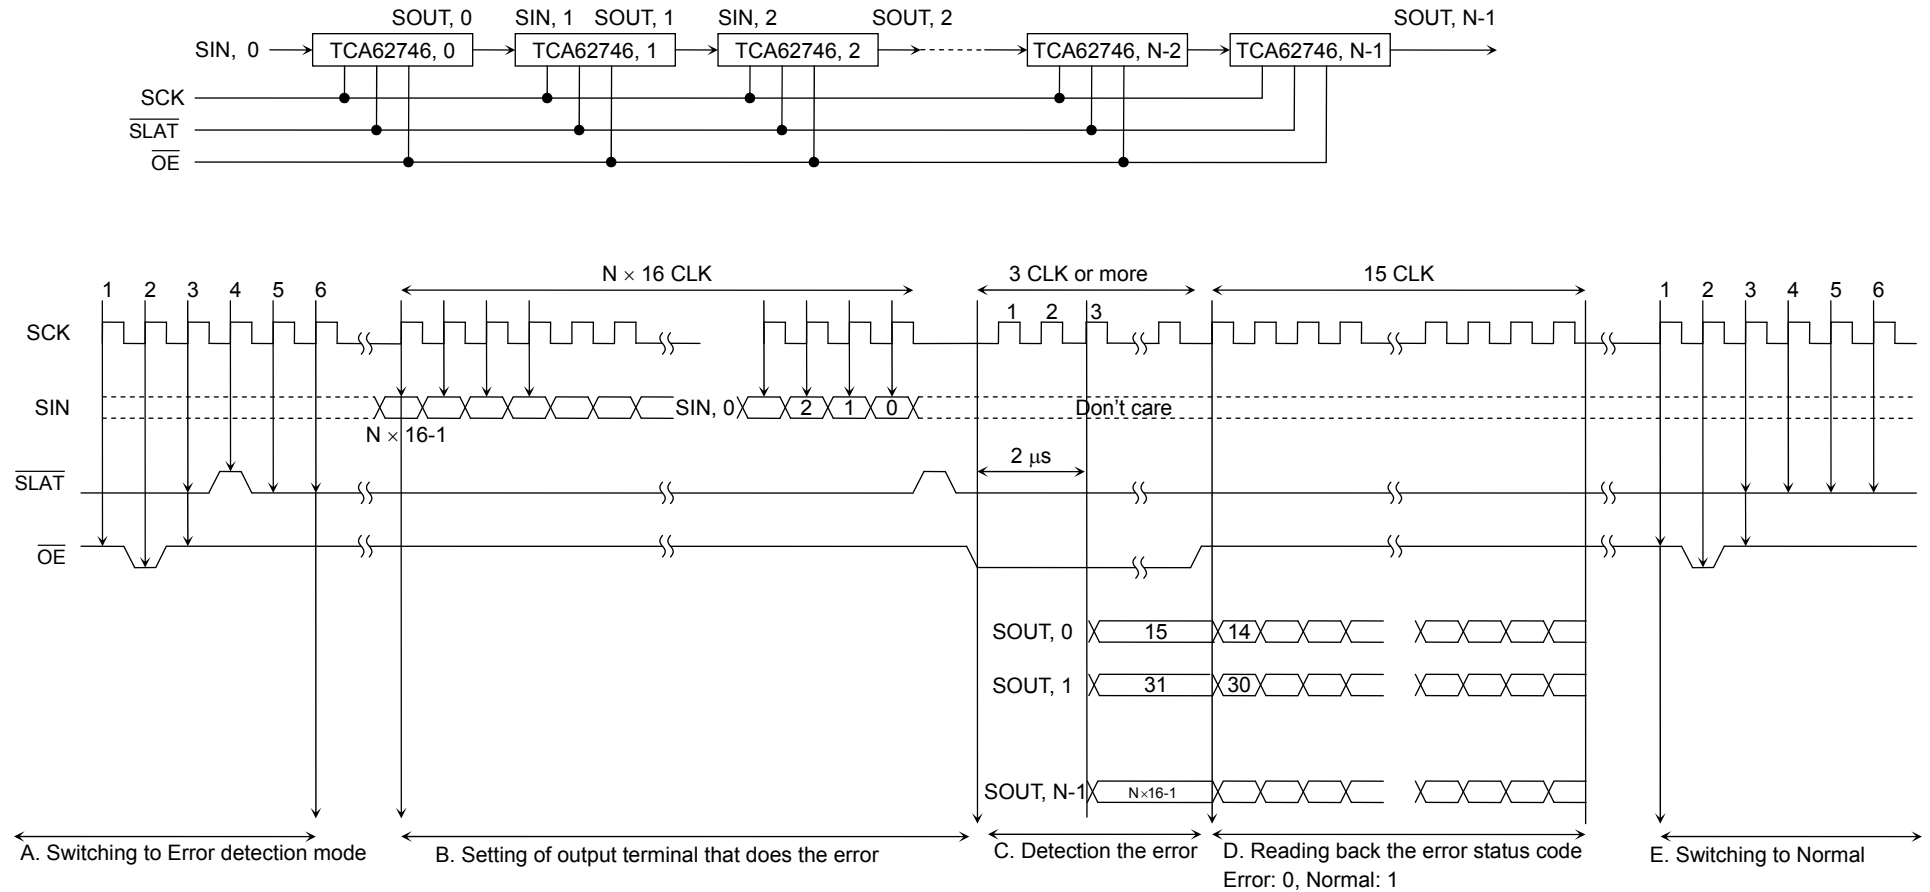 SOUT, 0 SIN, 1 SOUT, 1 SIN, 2 SOUT, 2 SOUT, N-1
SIN, 0 TCA62746, 0 TCA62746, 1 TCA62746, 2 TCA62746, N-2 TCA62746, N-1
SCK
SLAT
OE
N × 16 CLK 3 CLK or more 15 CLK
1 2 3 4 5 6 1 2 3 4 5 6
1 2 3
SCK
SIN SIN, 0 2 1 0 Don't care
N × 16-1
2 μs
SLAT
OE
SOUT, 0 15 14
SOUT, 1 31 30
SOUT, N-1 N×16-1
A. Switching to Error detection mode B. Setting of output terminal that does the error C. Detection the error D. Reading back the error status code E. Switching to Normal
Error: 0, Normal: 1